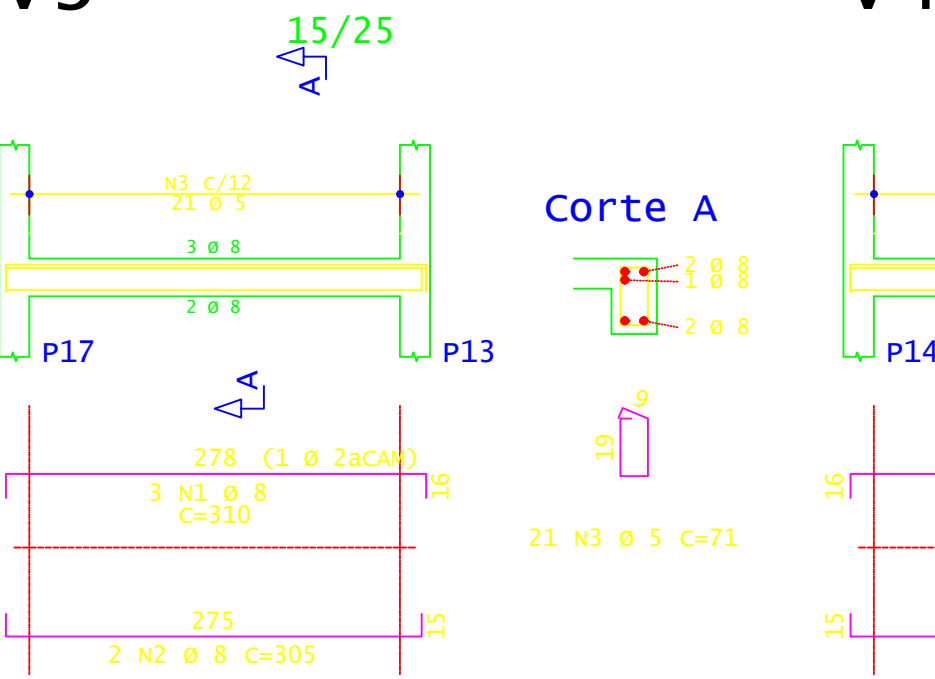 15/25
A
N3 C/12
21 Ø 5
3 Ø 8
2 Ø 8
P17
P13
Corte A
2 Ø 8
1 Ø 8
2 Ø 8
P14
A
278 (1 Ø 2aCAM)
16
3 N1 Ø 8
C=310
9
19
21 N3 Ø 5 C=71
16
275
15
2 N2 Ø 8 C=305
15